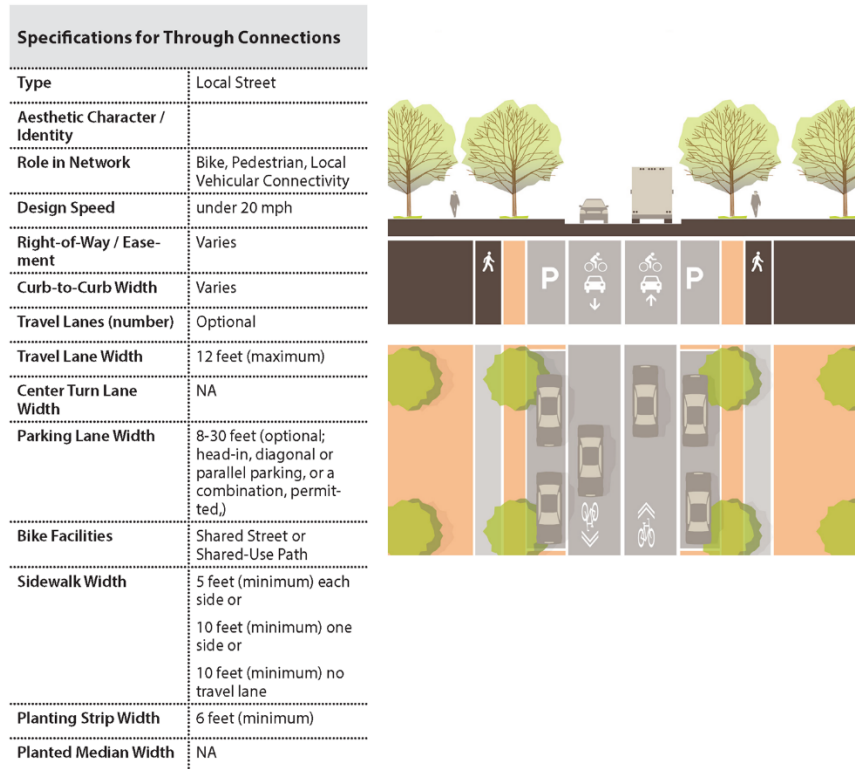 Specifications for Through Connections
Type
Local Street
Aesthetic Character /
Identity
Role in Network
Bike, Pedestrian, Local
Vehicular Connectivity
Design Speed
under 20 mph
Right-of-Way / Ease-
ment
Varies
Curb-to-Curb Width
Varies
Travel Lanes (number)
Optional
Travel Lane Width
12 feet (maximum)
Center Turn Lane
Width
NA
Parking Lane Width
8-30 feet (optional;
head-in, diagonal or
parallel parking, or a
combination, permit-
ted,)
Bike Facilities
Shared Street or
Shared-Use Path
Sidewalk Width
5 feet (minimum) each
side or
10 feet (minimum) one
side or
10 feet (minimum) no
travel lane
Planting Strip Width
6 feet (minimum)
Planted Median Width
NA
P
P